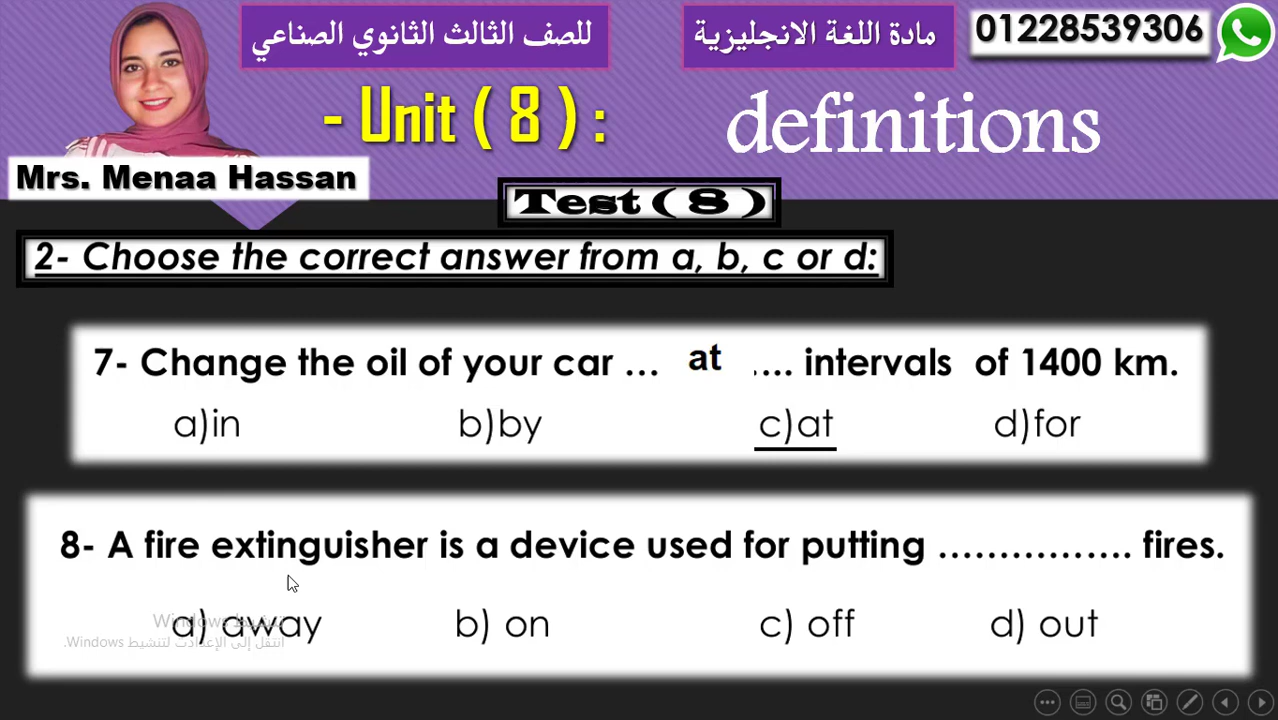 للصف الثالث الثانوي الصناعي
مادة اللغة الانجليزية
01228539306
- Unit ( 8 ) :
definitions
Mrs. Menaa Hassan
Test ( 8 )
2- Choose the correct answer from a, b, c or d:
7- Change the oil of your car … at …. intervals of 1400 km.
a)in b)by c)at d)for
8- A fire extinguisher is a device used for putting ……………. fires.
a) away b) on c) off d) out
تنشيط Windows
انتقل إلى الإعدادات لتنشيط Windows.